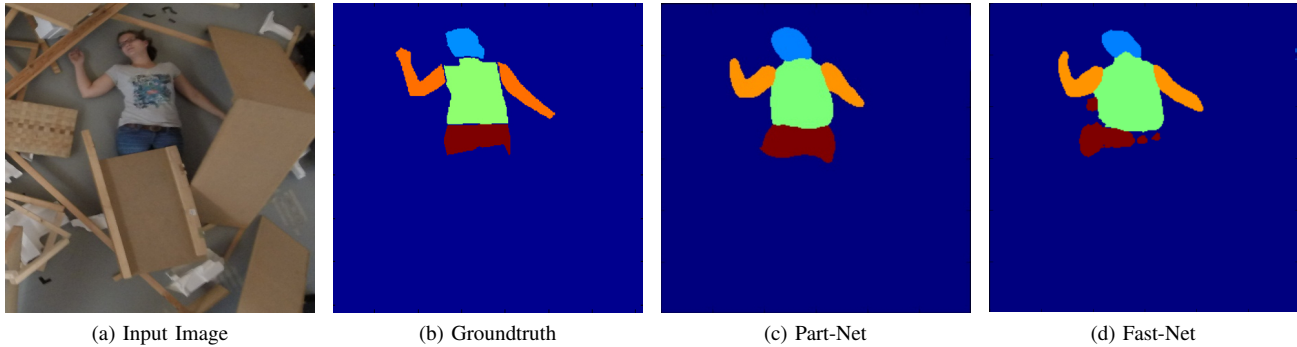 (a) Input Image
(b) Groundtruth
(c) Part-Net
(d) Fast-Net